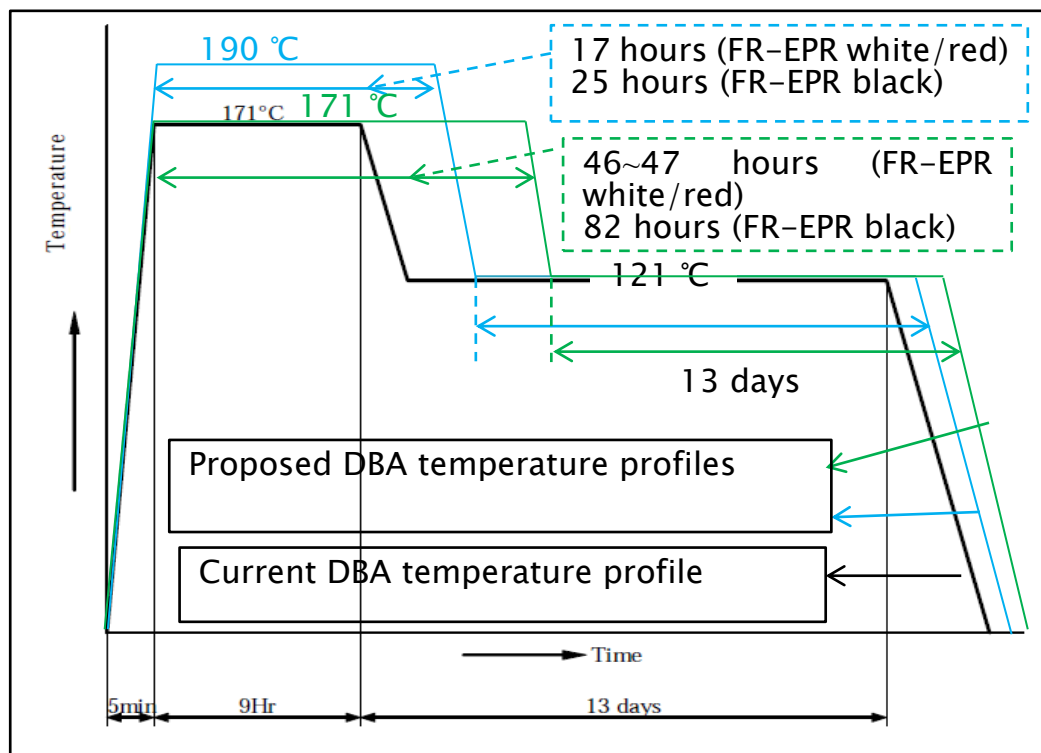 190 ℃
17 hours (FR-EPR white/red)
25 hours (FR-EPR black)
171°C
171 ℃
46~47 hours (FR-EPR
white/red)
82 hours (FR-EPR black)
Temperature
121 ℃
13 days
Proposed DBA temperature profiles
Current DBA temperature profile
Time
5min
9Hr
13 days